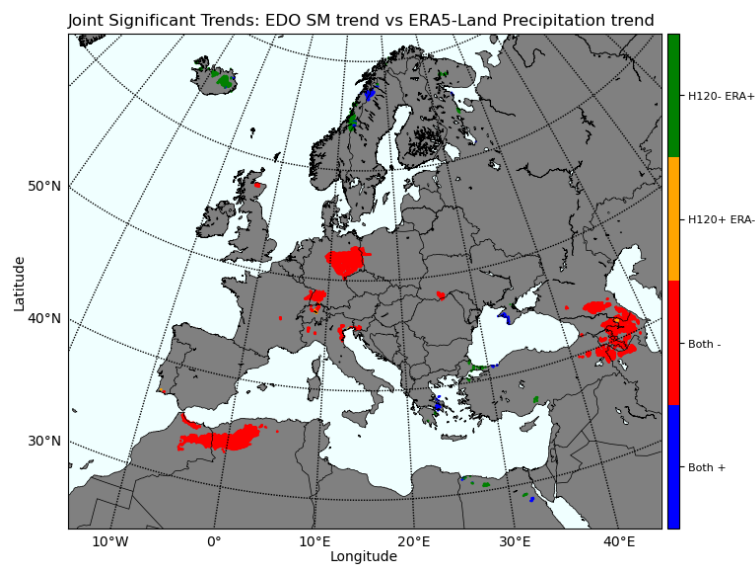 Joint Significant Trends: EDO SM trend vs ERA5-Land Precipitation trend
H120- ERA+
50°N
H120+ ERA-
Latitude
40°N
Both -
30°N
Both +
10°W 0° 10°E 20°E 30°E 40°E
Longitude